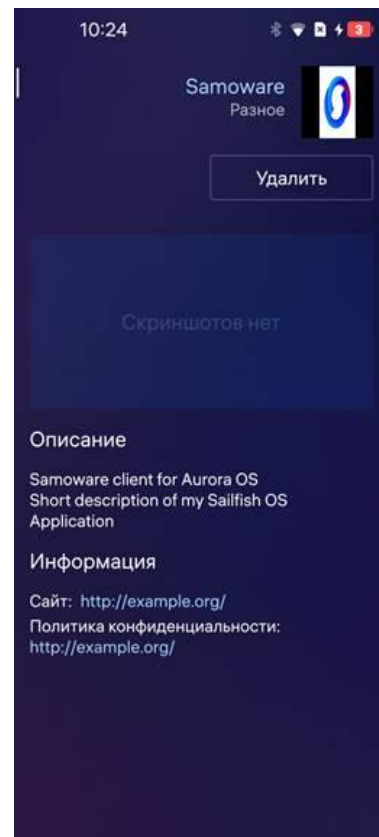 10:24
3
Samoware
Разное
Удалить
Скриншотов нет
Описание
Samoware client for Aurora OS
Short description of my Sailfish OS
Application
Информация
Сайт: http://example.org/
Политика конфиденциальности:
http://example.org/